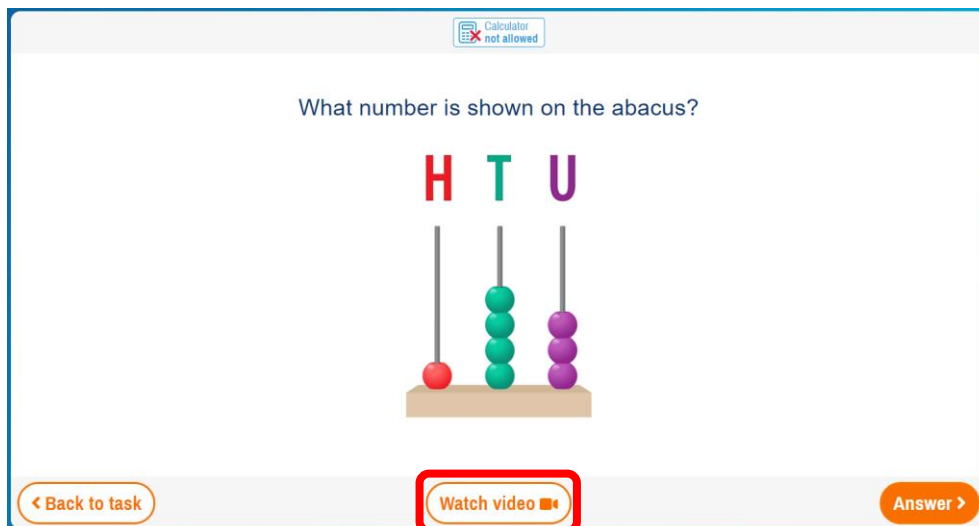 Calculator
not allowed
What number is shown on the abacus?
H T U
< Back to task
Watch video
Answer >